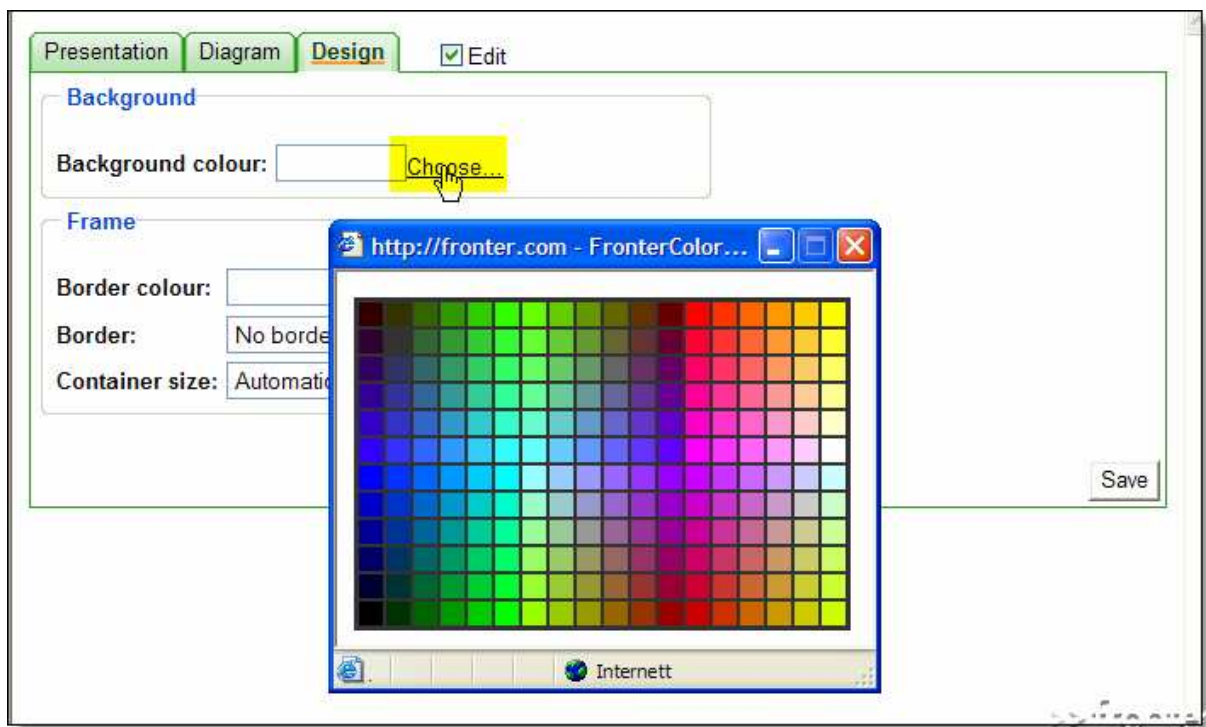 Presentation Diagram Design Edit
Background
Background colour: Choose...
Frame
http://fronter.com - FronterColor...
Border colour:
Border: No borde
Container size: Automatic
Save
Internett